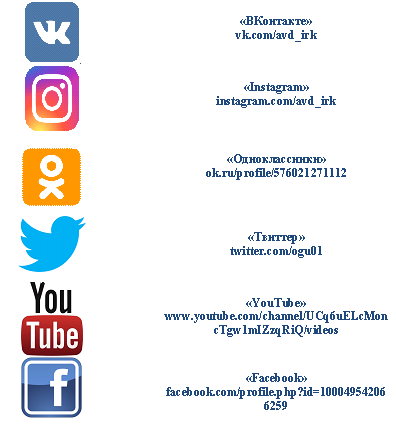 «ВКонтакте»
vk.com/avd_irk
«Instagram»
instagram.com/avd_irk
«Одноклассники»
ok.ru/profile/576021271112
«Твиттер»
twitter.com/ogu01
You
Tube
«YouTube»
www.youtube.com/channel/UCq6uELcMon
cTgw1mIZzqRiQ/videos
«Facebook»
facebook.com/profile.php?id=10004954206
6259